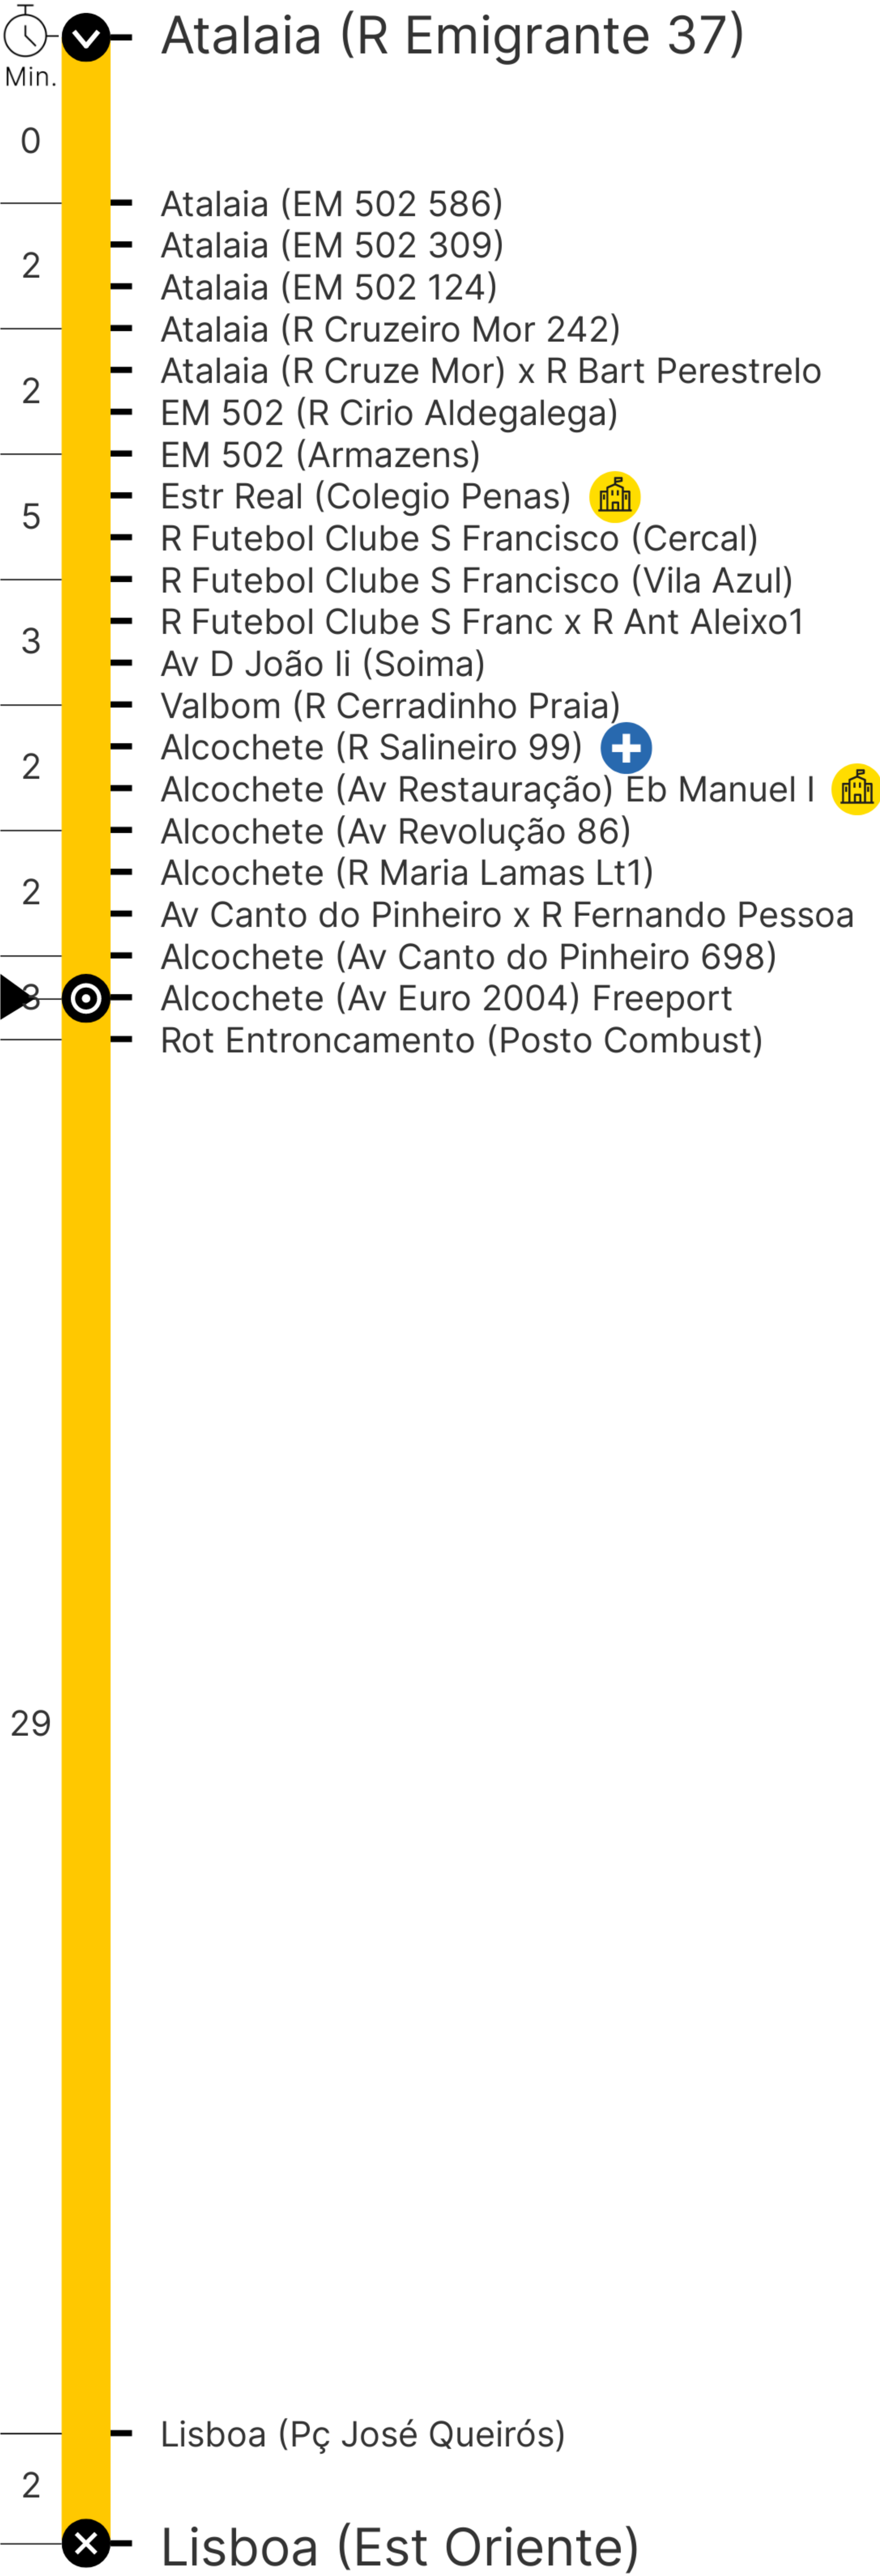 Min.
Atalaia (R Emigrante 37)
0
Atalaia (EM 502 586)
2
Atalaia (EM 502 309)
Atalaia (EM 502 124)
Atalaia (R Cruzeiro Mor 242)
2
Atalaia (R Cruze Mor) x R Bart Perestrelo
EM 502 (R Cirio Aldegalega)
EM 502 (Armazens)
5
Estr Real (Colegio Penas)
R Futebol Clube S Francisco (Cercal)
R Futebol Clube S Francisco (Vila Azul)
3
R Futebol Clube S Franc x R Ant Aleixo1
Av D João Ii (Soima)
Valbom (R Cerradinho Praia)
2
Alcochete (R Salineiro 99)
Alcochete (Av Restauração) Eb Manuel I
Alcochete (Av Revolução 86)
2
Alcochete (R Maria Lamas Lt1)
Av Canto do Pinheiro x R Fernando Pessoa
Alcochete (Av Canto do Pinheiro 698)
Alcochete (Av Euro 2004) Freeport
Rot Entroncamento (Posto Combust)
29
Lisboa (Pç José Queirós)
2
Lisboa (Est Oriente)